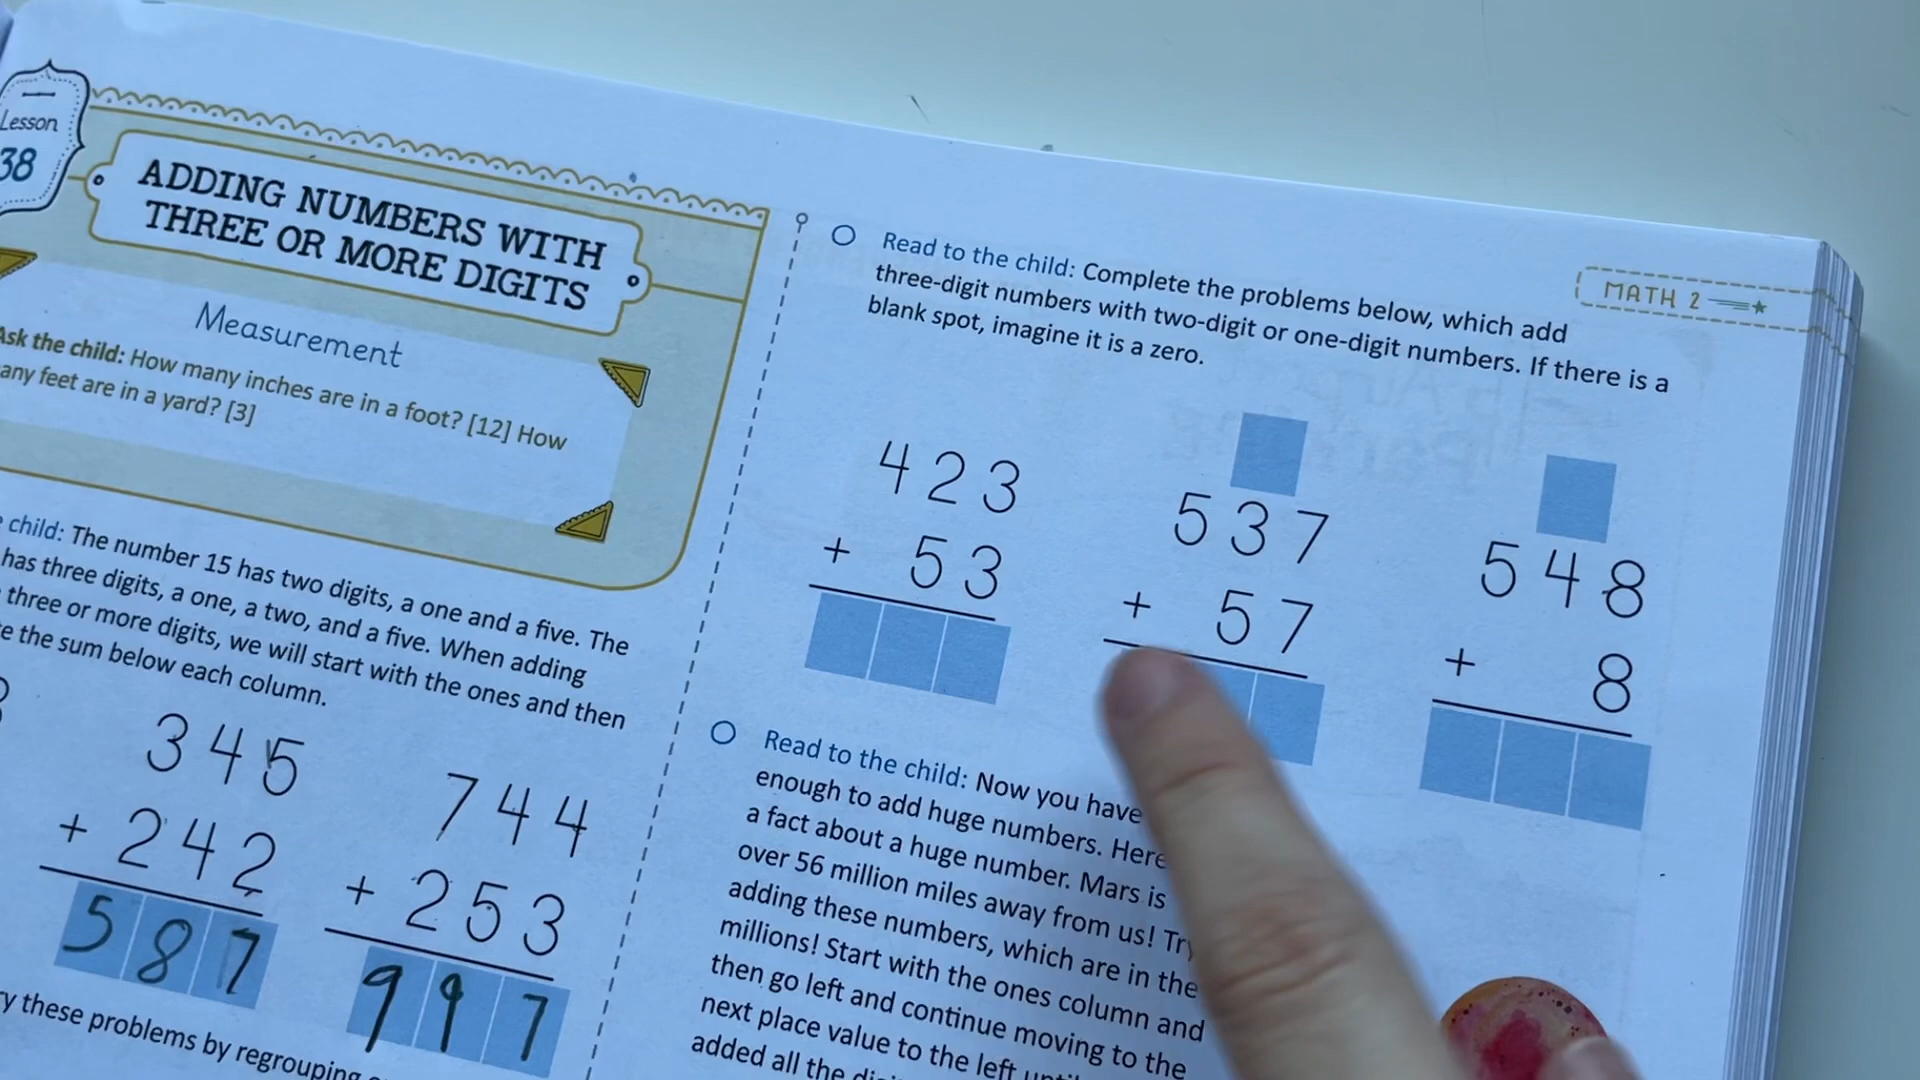 Lesson
38
ADDING NUMBERS WITH
THREE OR MORE DIGITS
Measurement
Ask the child: How many inches are in a foot? [12] How
any feet are in a yard? [3]
child: The number 15 has two digits, a one and a five. The
has three digits, a one, a two, and a five. When adding
three or more digits, we will start with the ones and then
te the sum below each column.
345
+ 242
587
744
+ 253
997
y these problems by regrouping
MATH 2
Read to the child: Complete the problems below, which add
three-digit numbers with two-digit or one-digit numbers. If there is a
blank spot, imagine it is a zero.
423
+ 53
537
+ 57
548
+ 8
Read to the child: Now you have
enough to add huge numbers. Here
a fact about a huge number. Mars is
over 56 million miles away from us! Try
adding these numbers, which are in the
millions! Start with the ones column and
then go left and continue moving to the
next place value to the left until
added all the